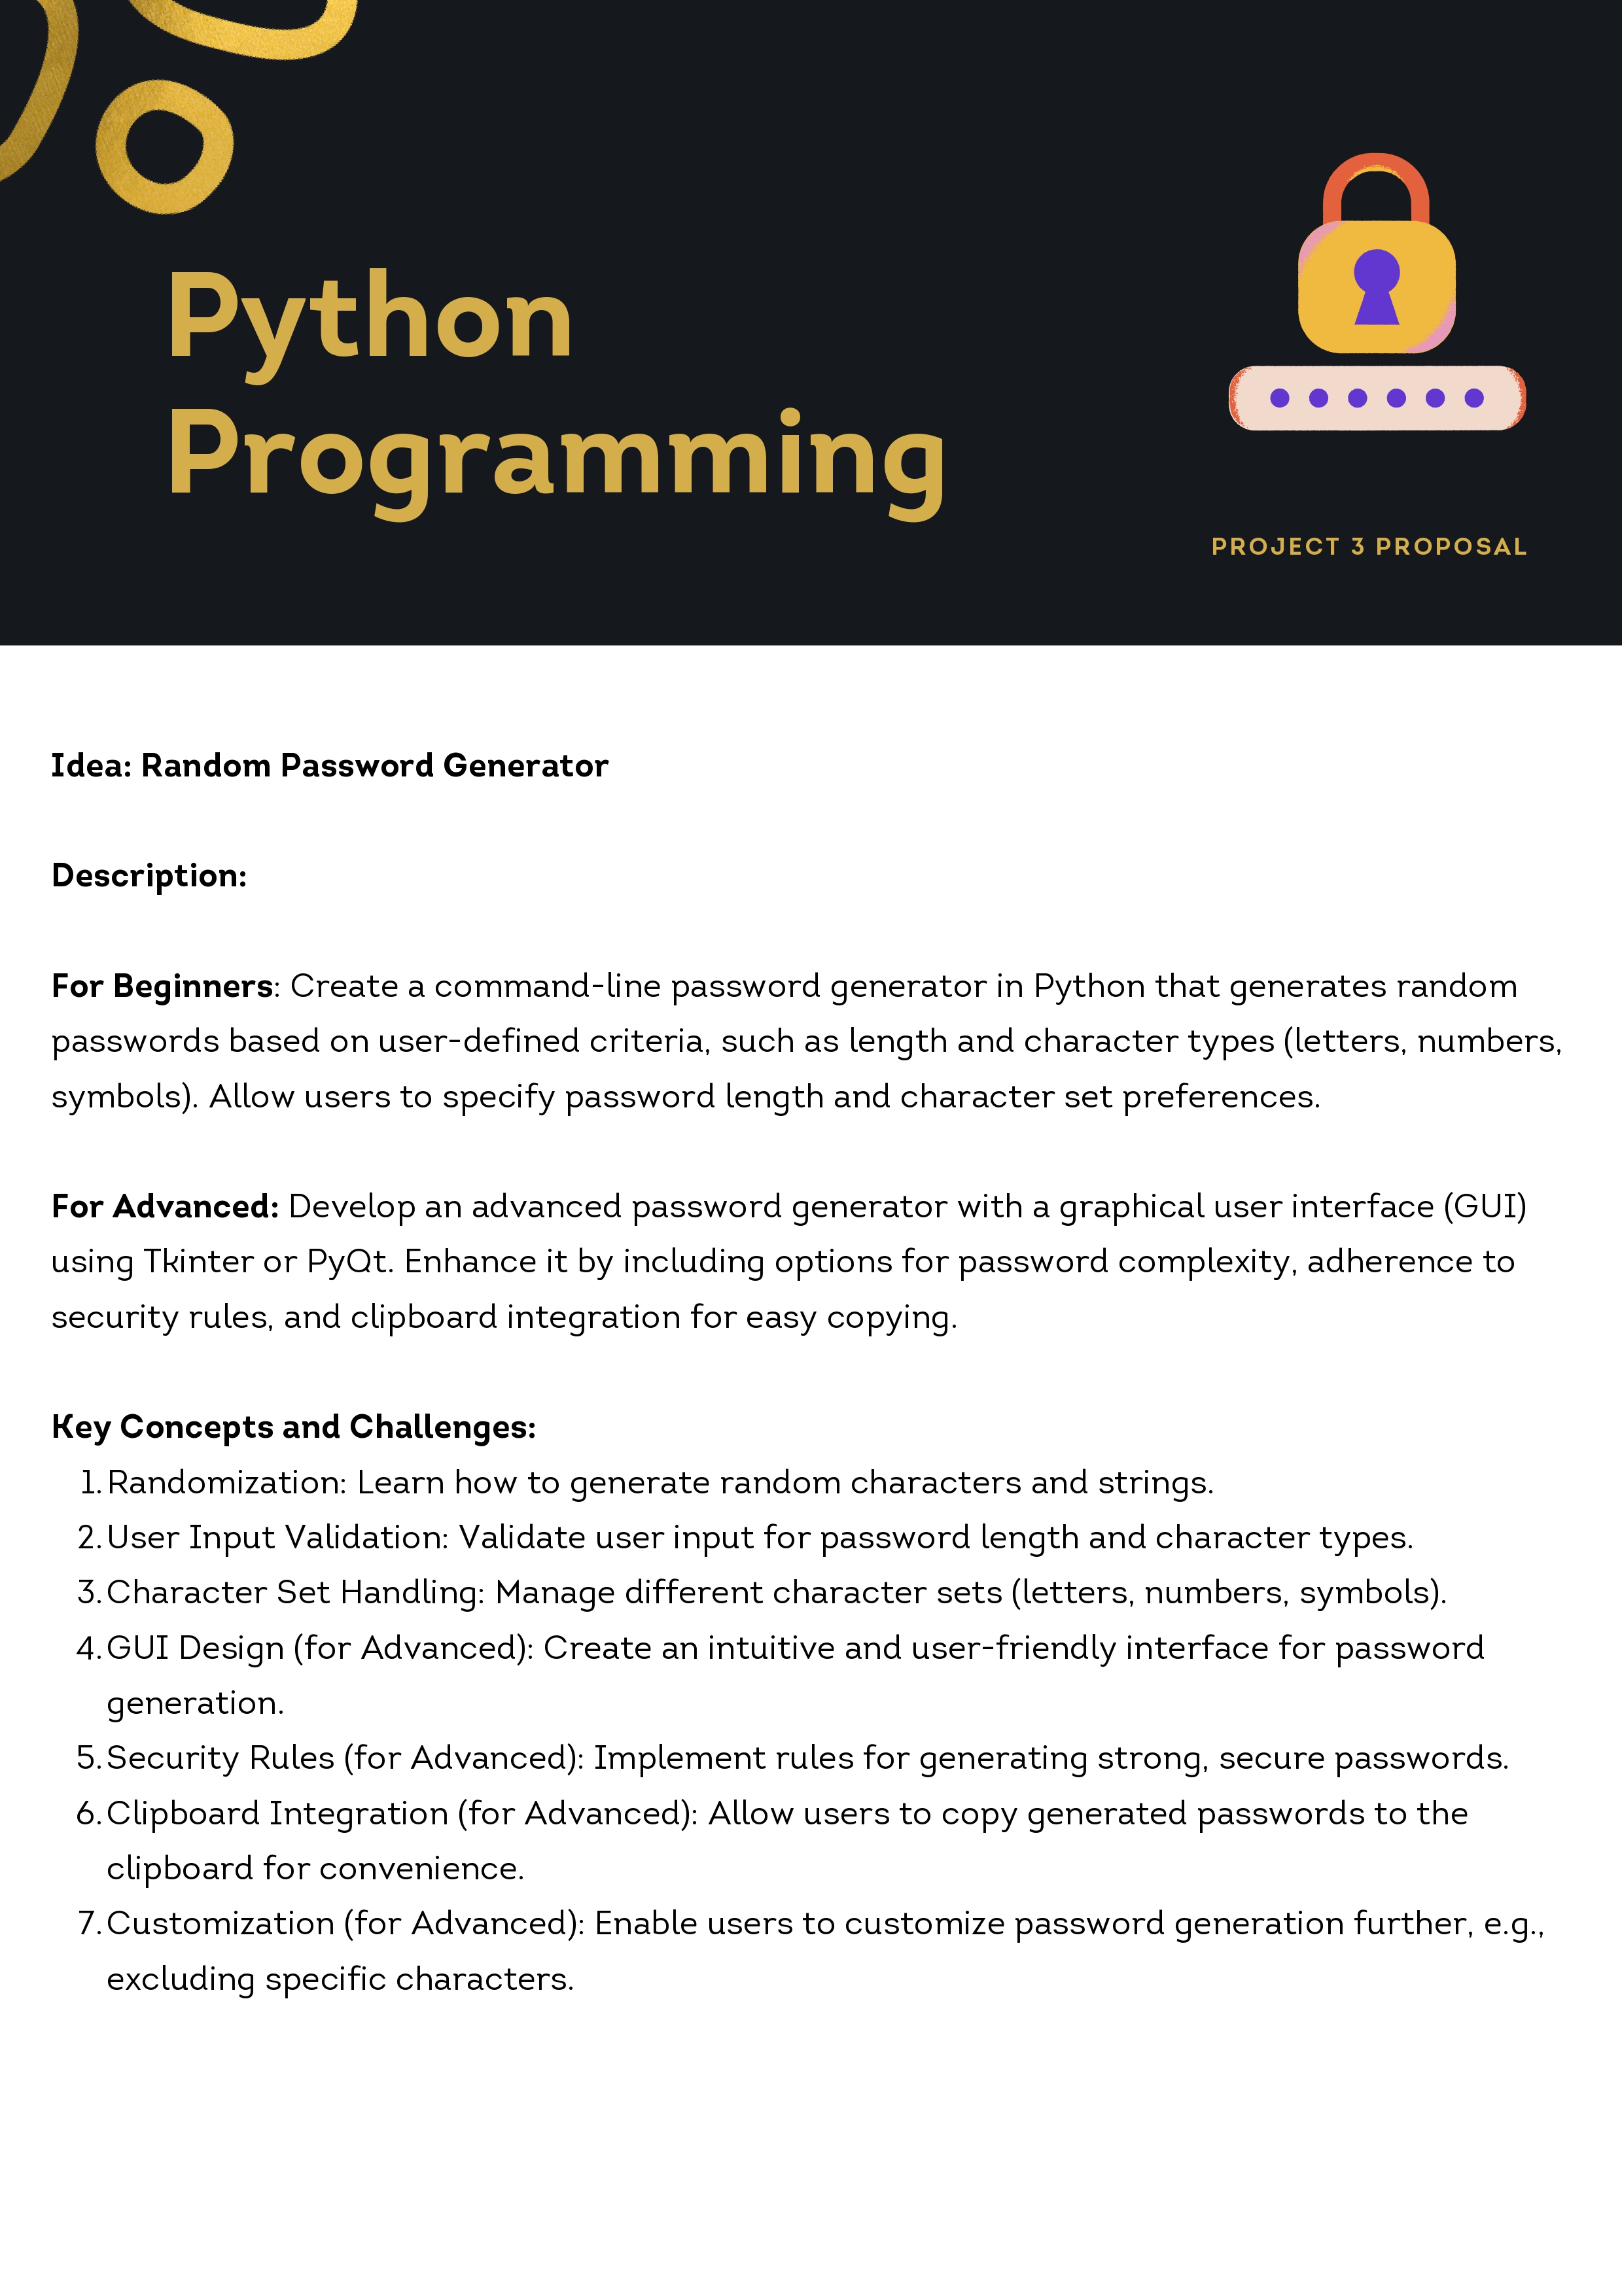 Python
Programming
PROJECT 3 PROPOSAL
Idea: Random Password Generator
Description:
For Beginners: Create a command-line password generator in Python that generates random
passwords based on user-defined criteria, such as length and character types (letters, numbers,
symbols). Allow users to specify password length and character set preferences.
For Advanced: Develop an advanced password generator with a graphical user interface (GUI)
using Tkinter or PyQt. Enhance it by including options for password complexity, adherence to
security rules, and clipboard integration for easy copying.
Key Concepts and Challenges:
1. Randomization: Learn how to generate random characters and strings.
2. User Input Validation: Validate user input for password length and character types.
3. Character Set Handling: Manage different character sets (letters, numbers, symbols).
4. GUI Design (for Advanced): Create an intuitive and user-friendly interface for password
generation.
5. Security Rules (for Advanced): Implement rules for generating strong, secure passwords.
6. Clipboard Integration (for Advanced): Allow users to copy generated passwords to the
clipboard for convenience.
7. Customization (for Advanced): Enable users to customize password generation further, e.g.,
excluding specific characters.